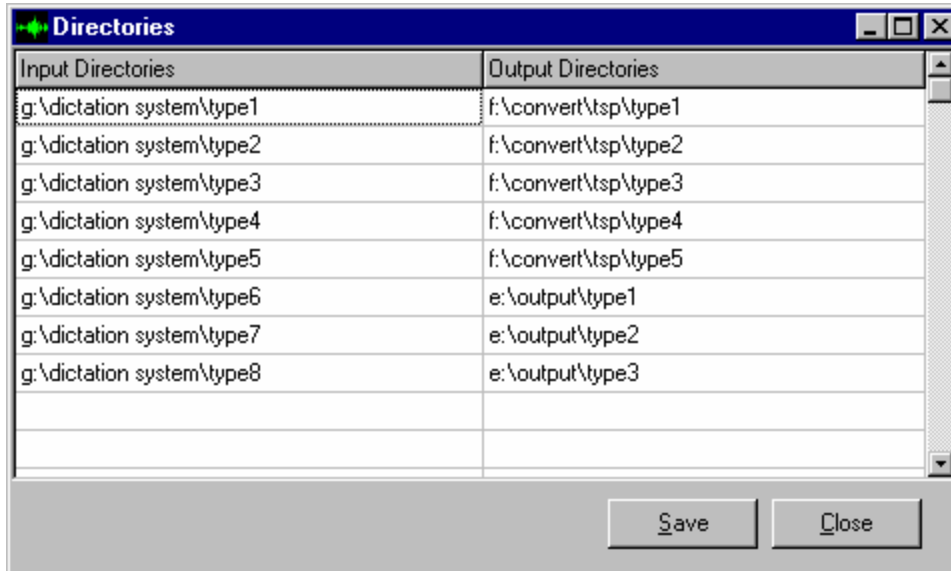 Directories
Input Directories Output Directories
g:\dictation system\type1 f:\convert\tsp\type1
g:\dictation system\type2 f:\convert\tsp\type2
g:\dictation system\type3 f:\convert\tsp\type3
g:\dictation system\type4 f:\convert\tsp\type4
g:\dictation system\type5 f:\convert\tsp\type5
g:\dictation system\type6 e:\output\type1
g:\dictation system\type7 e:\output\type2
g:\dictation system\type8 e:\output\type3
Save Close